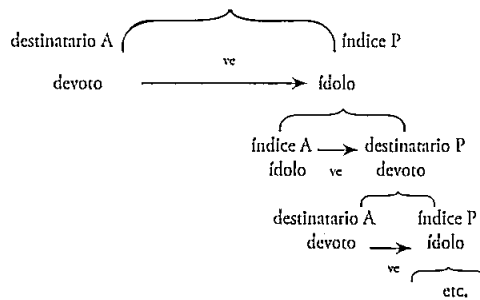 destinatario A índice P
ve
devoto ídolo
índice A destinatario P
ídolo ve devoto
destinatario A índice P
devoto ídolo
ve
etc.